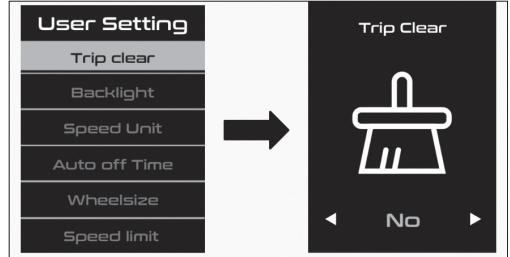 User Setting
Trip clear
Backlight
Speed Unit
Auto off Time
Wheelsize
Speed limit
Trip Clear
No